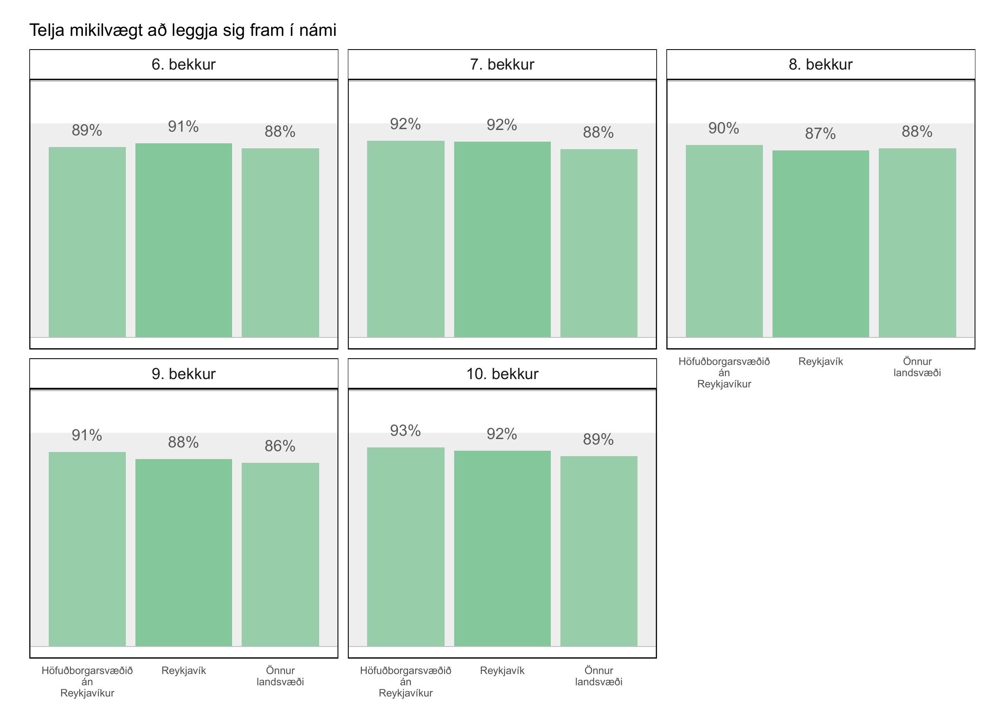 Telja mikilvægt að leggja sig fram í námi
6. bekkur
7. bekkur
8. bekkur
89%
91%
88%
92%
92%
88%
90%
87%
88%
Höfuðborgarsvæðið
án
Reykjavíkur
Reykjavík
Önnur
landsvæði
9. bekkur
10. bekkur
91%
88%
86%
93%
92%
89%
Höfuðborgarsvæðið
án
Reykjavíkur
Reykjavík
Önnur
landsvæði
Höfuðborgarsvæðið
án
Reykjavíkur
Reykjavík
Önnur
landsvæði